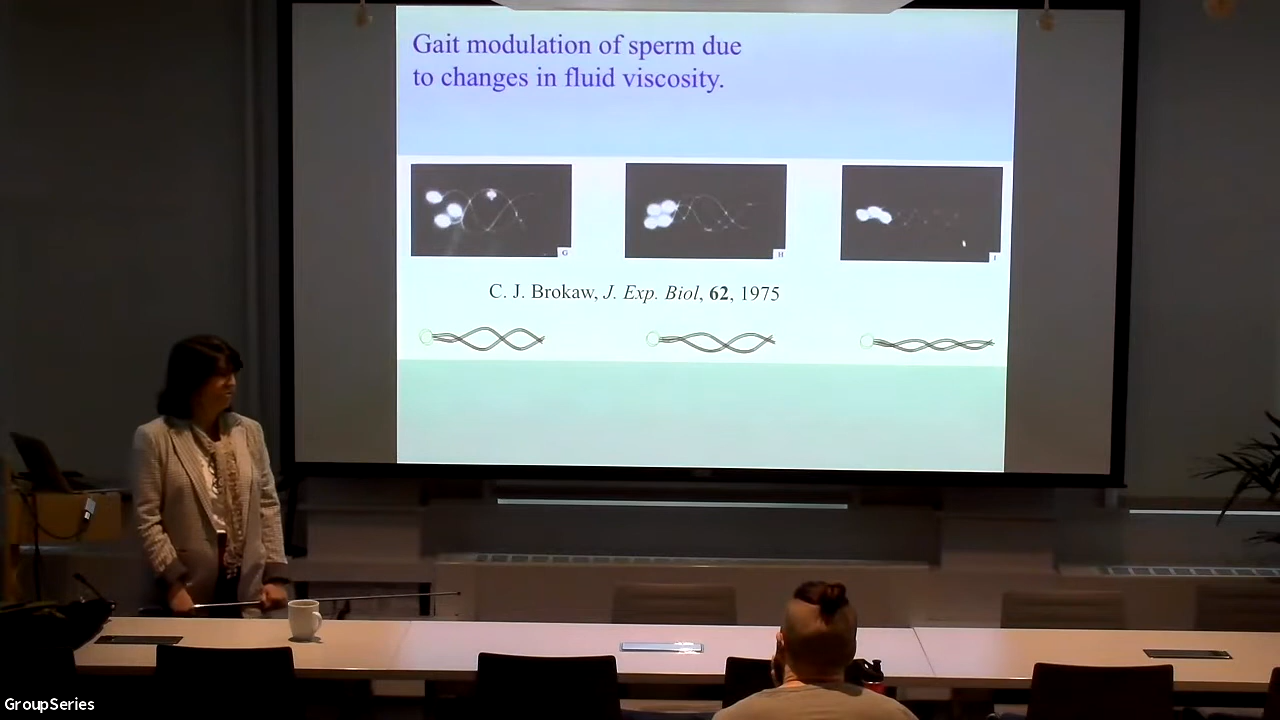 Gait modulation of sperm due
to changes in fluid viscosity.
G
H
I
C. J. Brokaw, J. Exp. Biol, 62, 1975
GroupSeries